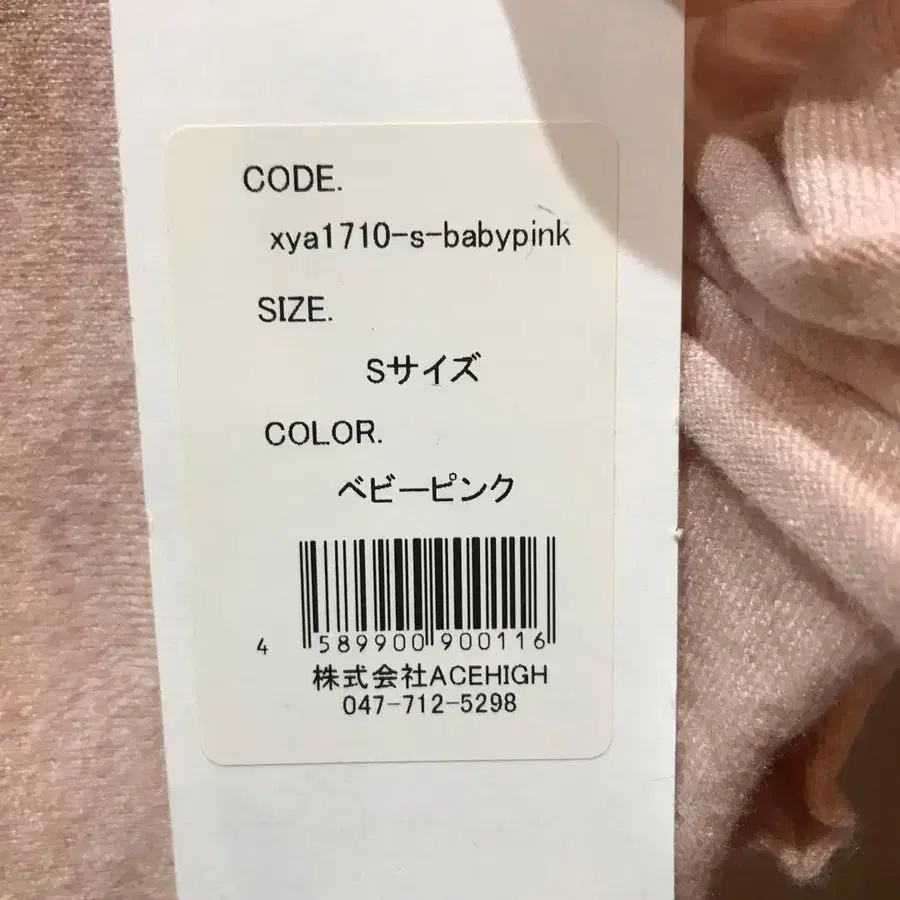 CODE.
xya1710-s-babypink
SIZE.
Sサイズ
COLOR.
ベビーピンク
4 589900 900116
株式会社ACEHIGH
047-712-5298